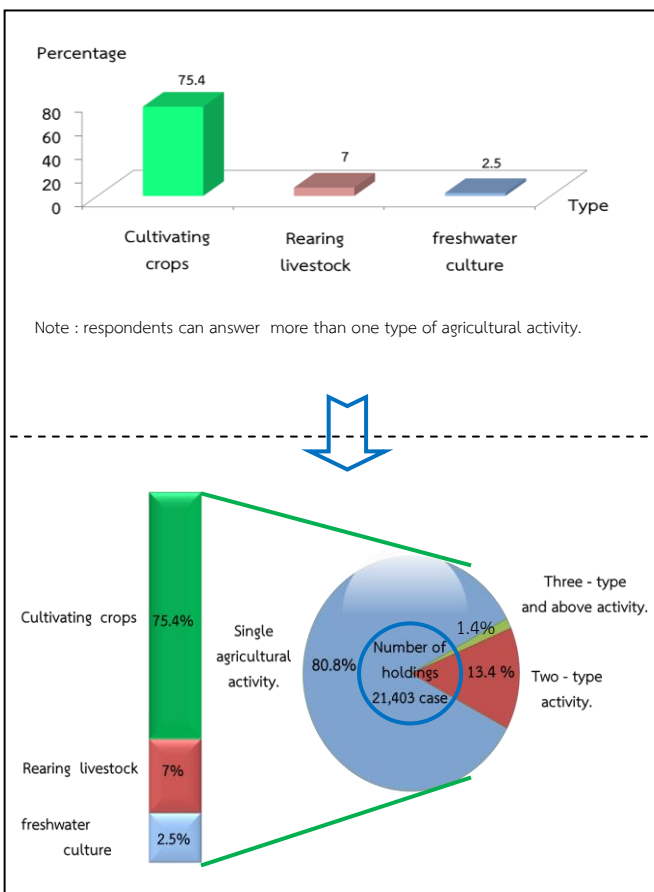 Percentage
75.4
7
2.5
80
60
40
20
0
Type
Cultivating
crops
Rearing
livestock
freshwater
culture
Note : respondents can answer more than one type of agricultural activity.
Cultivating crops
75.4%
Rearing livestock
7%
freshwater
culture
2.5%
Single
agricultural
activity.
80.8%
Number of
holdings
21,403 case
Three - type
and above activity.
1.4%
13.4 %
Two - type
activity.